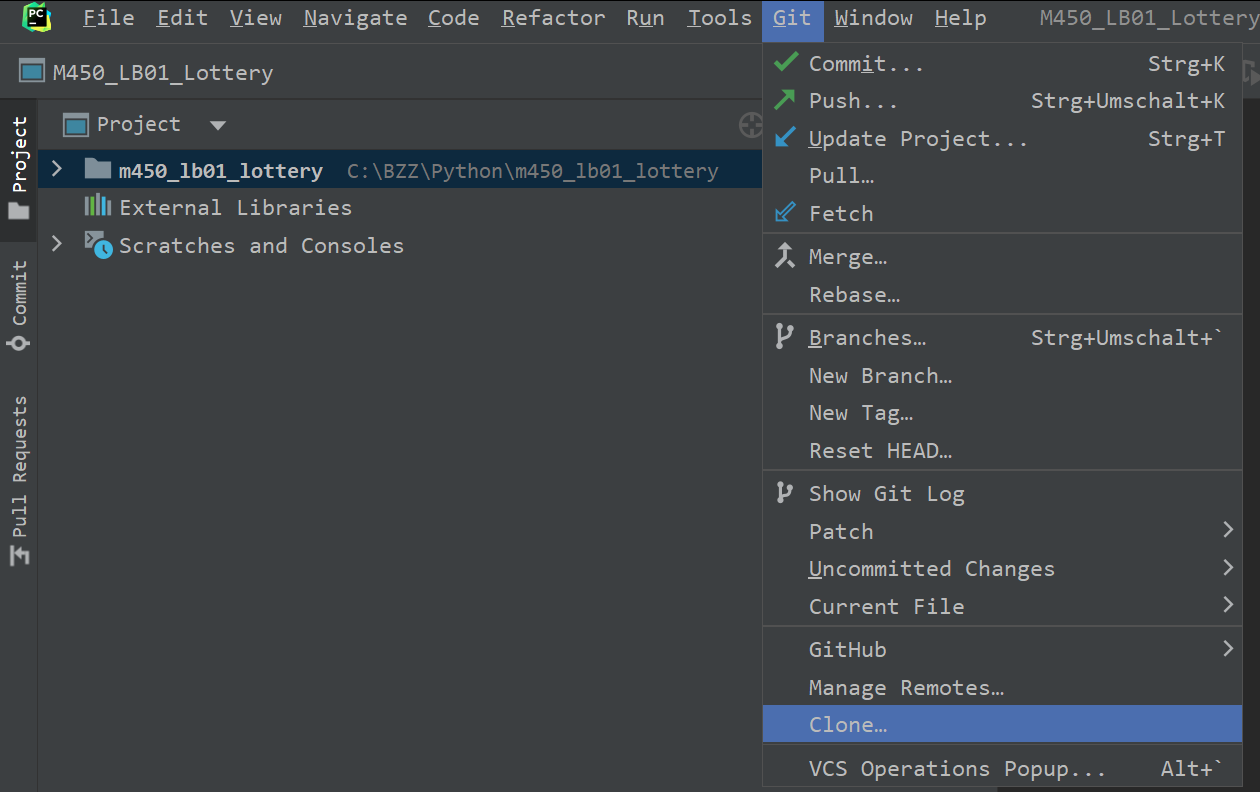 PC File Edit View Navigate Code Refactor Run Tools Git Window Help M450_LB01_Lottery
M450_LB01_Lottery
Project
m450_lb01_lottery C:\BZZ\Python\m450_lb01_lottery
External Libraries
Scratches and Consoles
Project
Commit
Pull Requests
Commit... Strg+K
Push... Strg+Umschalt+K
Update Project... Strg+T
Pull…
Fetch
Merge…
Rebase…
Branches… Strg+Umschalt+`
New Branch…
New Tag…
Reset HEAD…
Show Git Log
Patch
Uncommitted Changes
Current File
GitHub
Manage Remotes…
Clone…
VCS Operations Popup... Alt+`